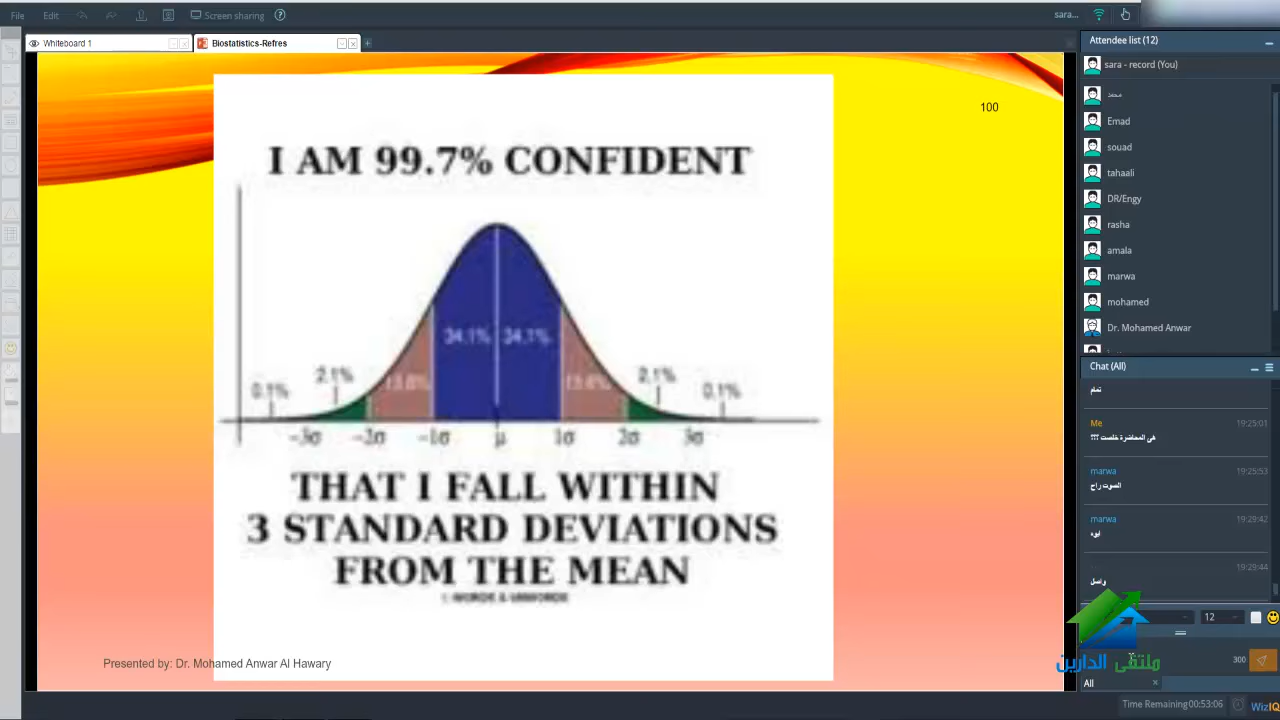 File Edit Screen sharing sara...
Whiteboard 1 Biostatistics-Refres
100
I AM 99.7% CONFIDENT
34.1% 34.1%
0.1% 2.1% 13.6% 13.6% 2.1% 0.1%
-3σ -2σ -1σ μ 1σ 2σ 3σ
THAT I FALL WITHIN
3 STANDARD DEVIATIONS
FROM THE MEAN
Presented by: Dr. Mohamed Anwar Al Hawary
Attendee list (12)
sara - record (You)
محمد
Emad
souad
tahaali
DR/Engy
rasha
amala
marwa
mohamed
Dr. Mohamed Anwar
Chat (All)
تمام
Me 19:25:01
هى المحاضرة خلصت ؟؟؟
marwa 19:25:53
الصوت راح
marwa 19:29:42
ايوه
19:29:44
واصل
12
ملتقى الدارين
300
All
Time Remaining00:53:06
WizIQ